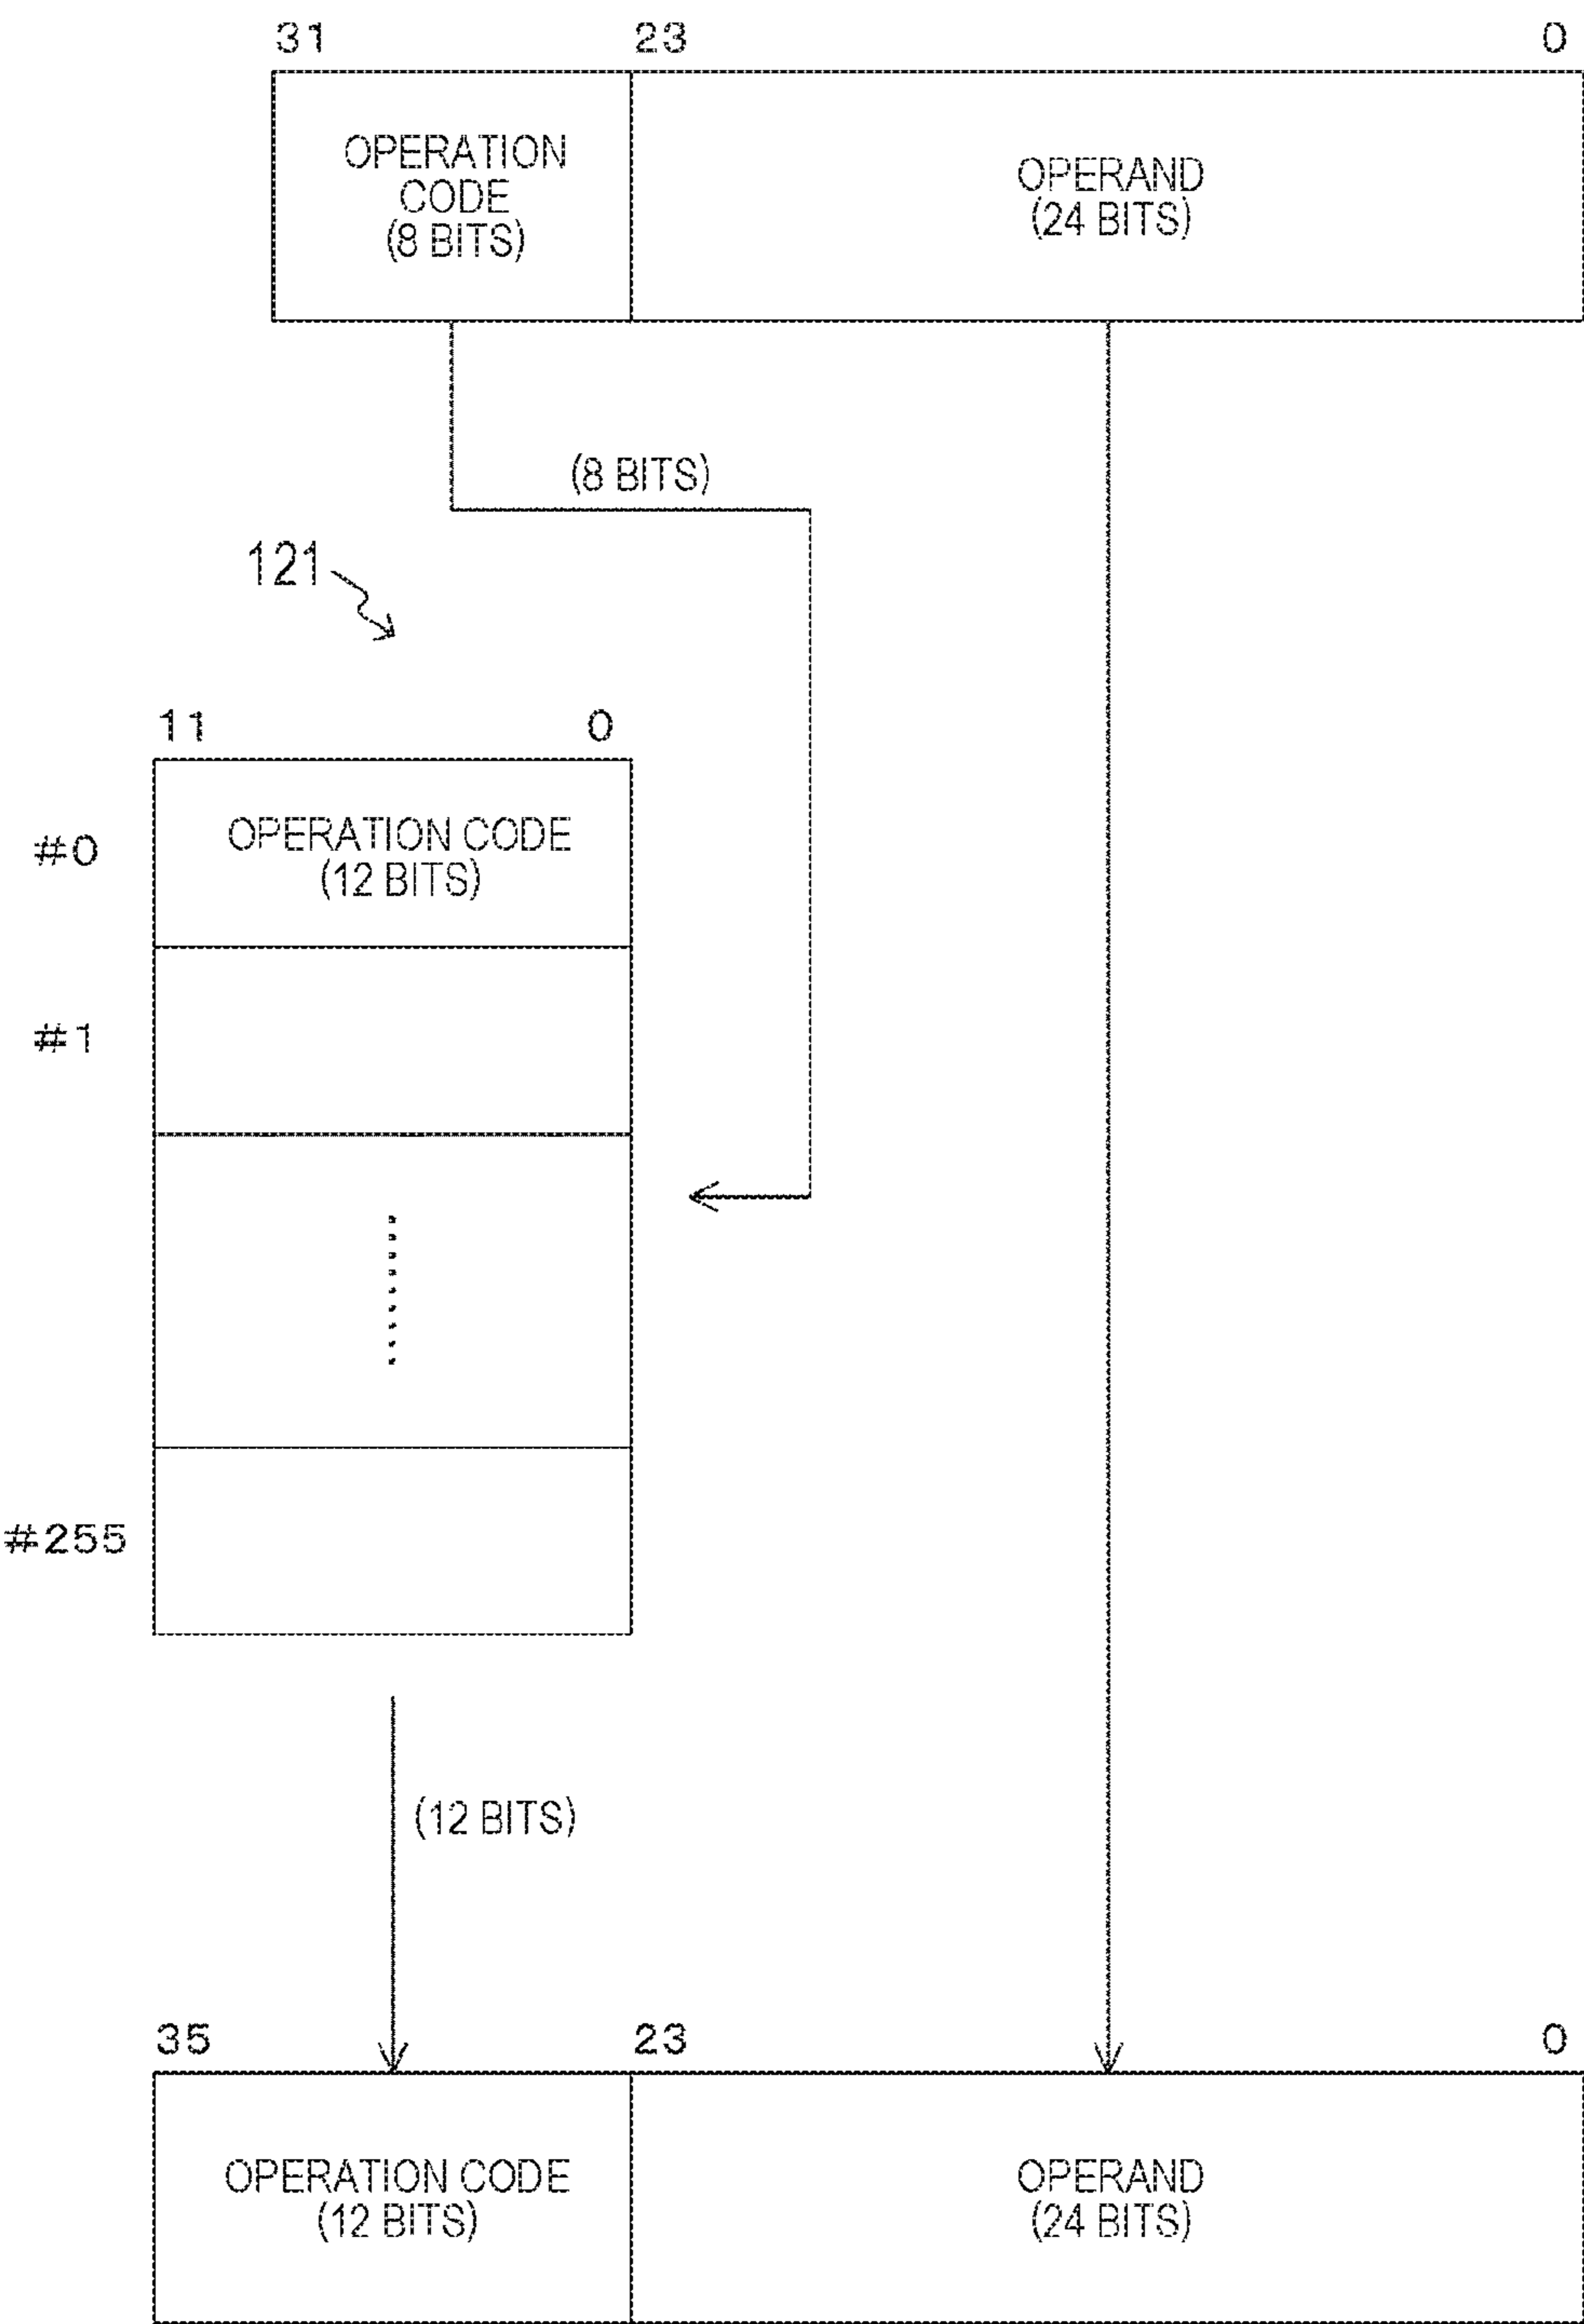 31 23 0
OPERATION
CODE
(8 BITS)
OPERAND
(24 BITS)
(8 BITS)
121
11 0
#0
OPERATION CODE
(12 BITS)
#1
#255
(12 BITS)
35 23 0
OPERATION CODE
(12 BITS)
OPERAND
(24 BITS)